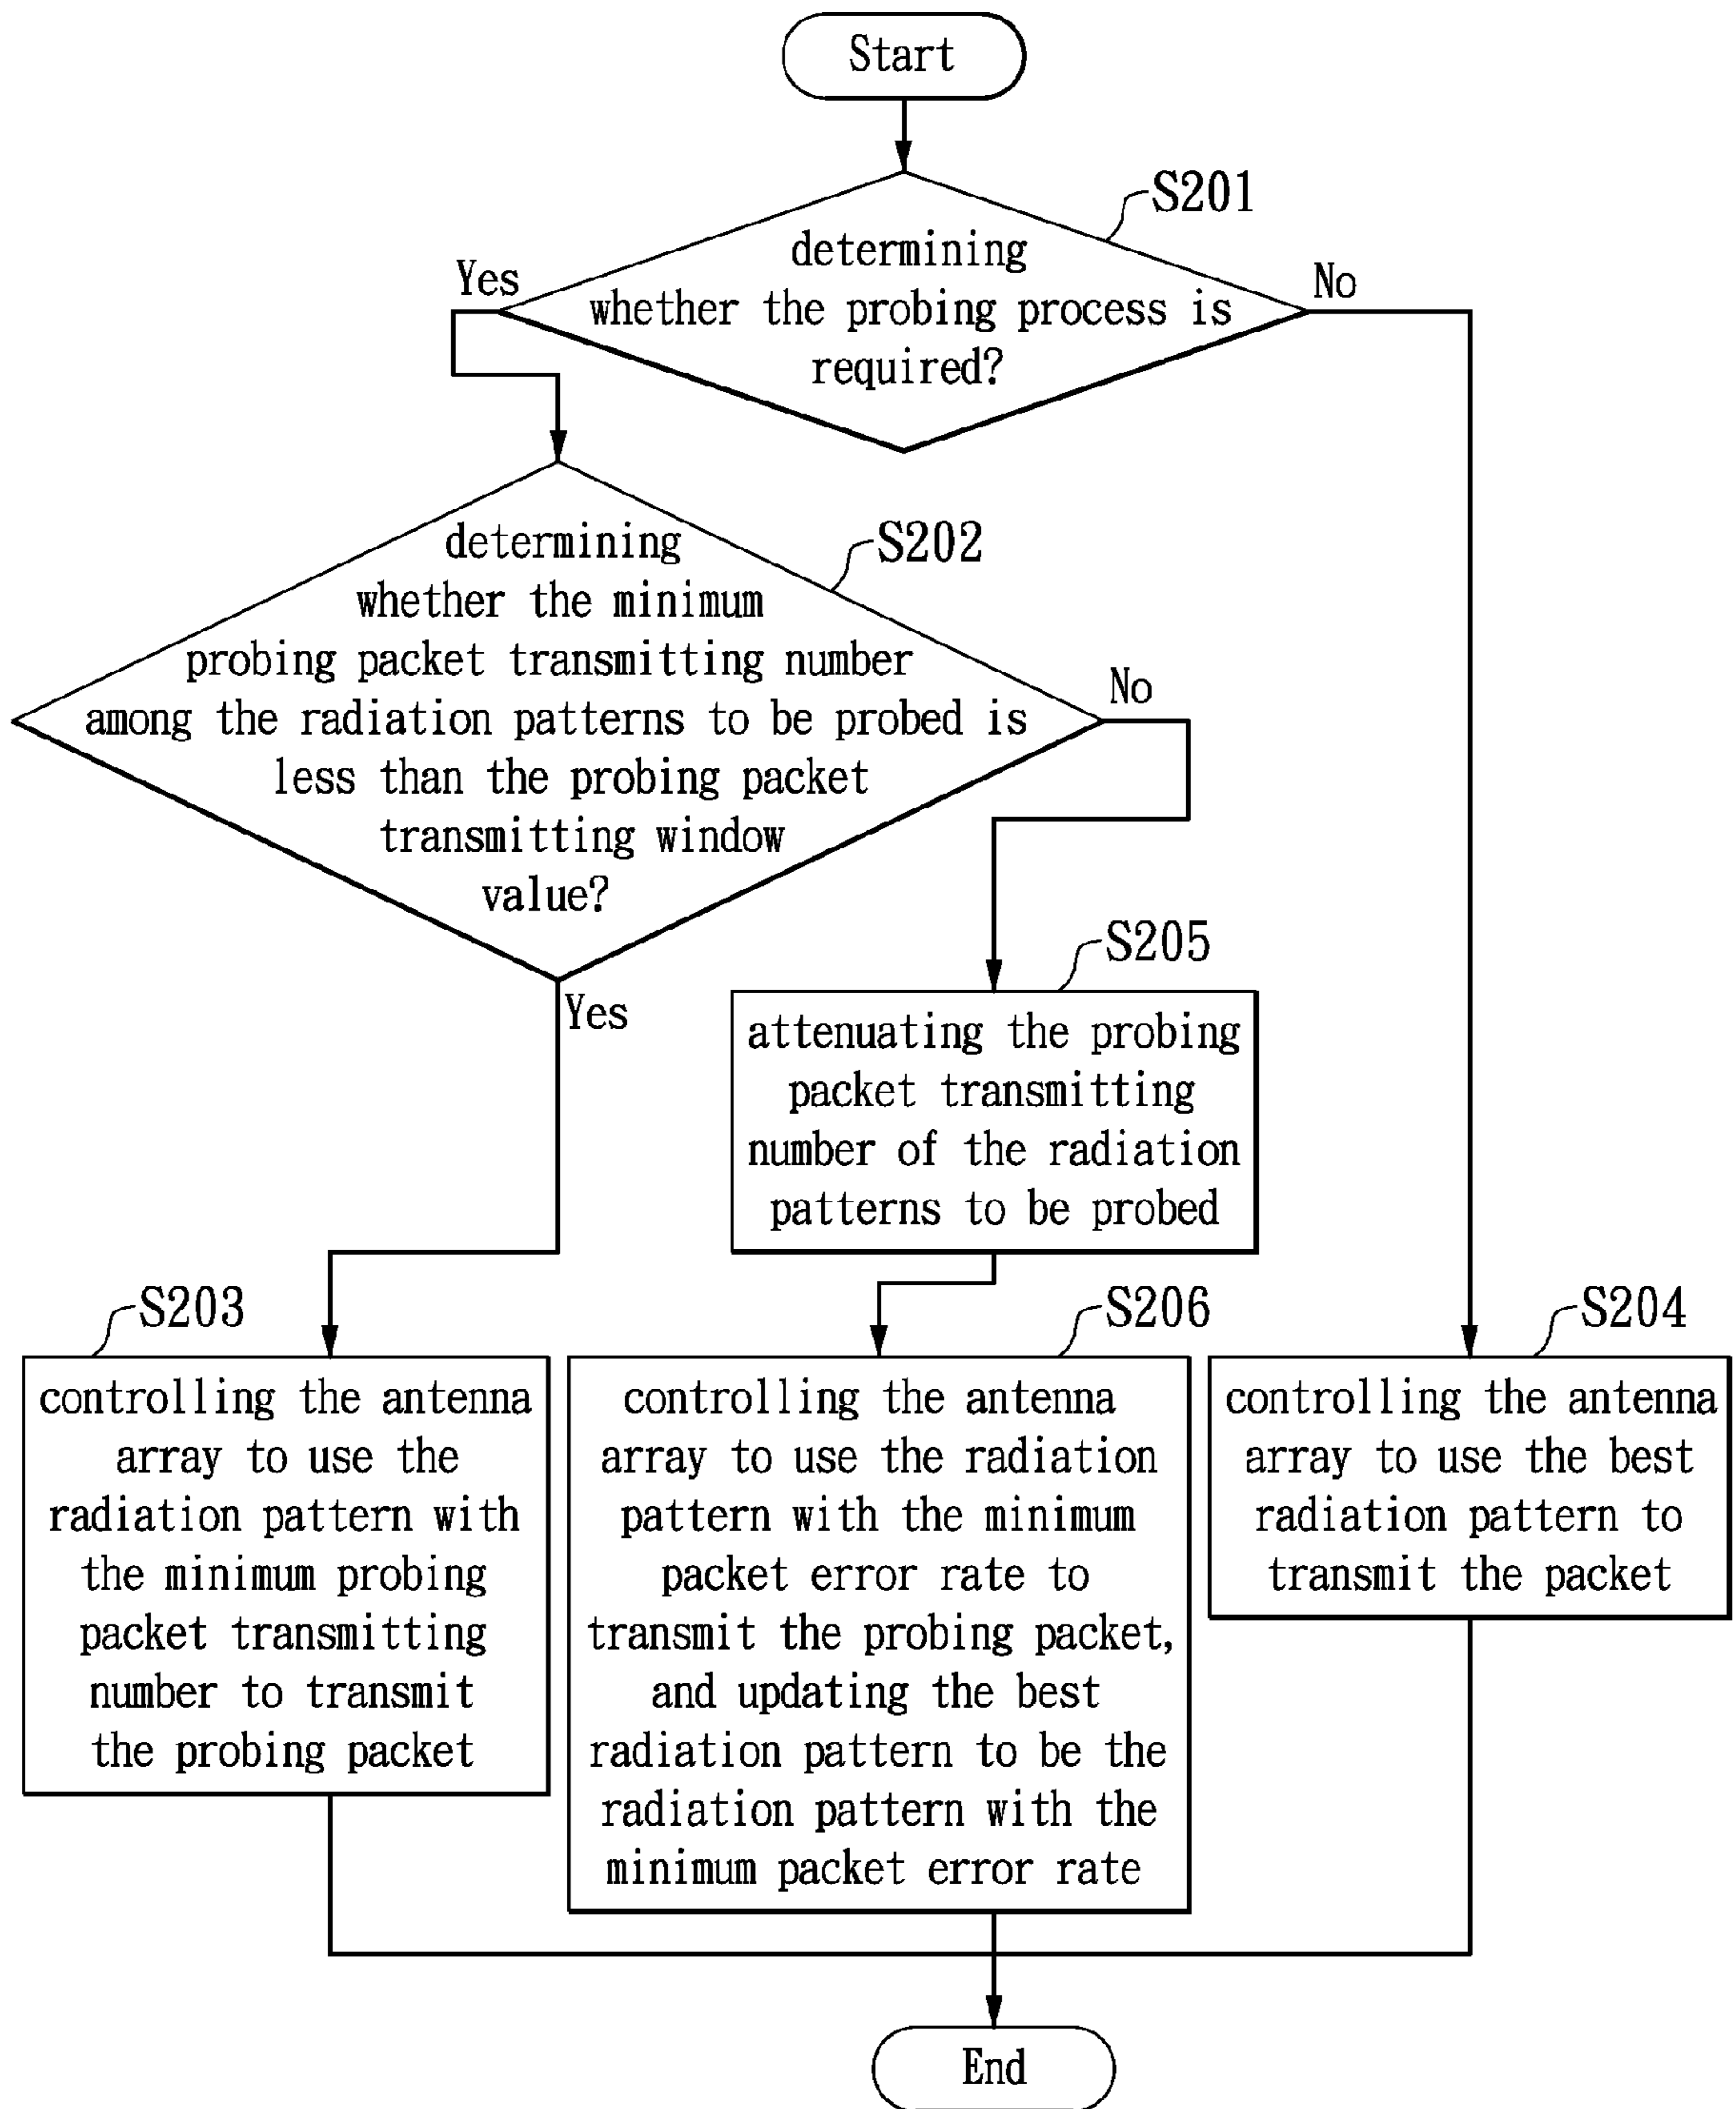 Start
S201
determining
whether the probing process is
required?
Yes
No
S202
determining
whether the minimum
probing packet transmitting number
among the radiation patterns to be probed is
less than the probing packet
transmitting window
value?
No
Yes
S205
attenuating the probing
packet transmitting
number of the radiation
patterns to be probed
S203
controlling the antenna
array to use the
radiation pattern with
the minimum probing
packet transmitting
number to transmit
the probing packet
S206
controlling the antenna
array to use the radiation
pattern with the minimum
packet error rate to
transmit the probing packet,
and updating the best
radiation pattern to be the
radiation pattern with the
minimum packet error rate
S204
controlling the antenna
array to use the best
radiation pattern to
transmit the packet
End